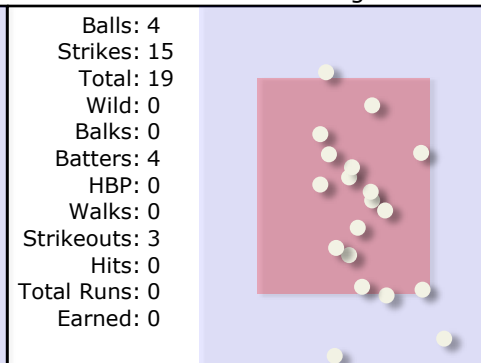 Balls: 4
Strikes: 15
Total: 19
Wild: 0
Balks: 0
Batters: 4
HBP: 0
Walks: 0
Strikeouts: 3
Hits: 0
Total Runs: 0
Earned: 0